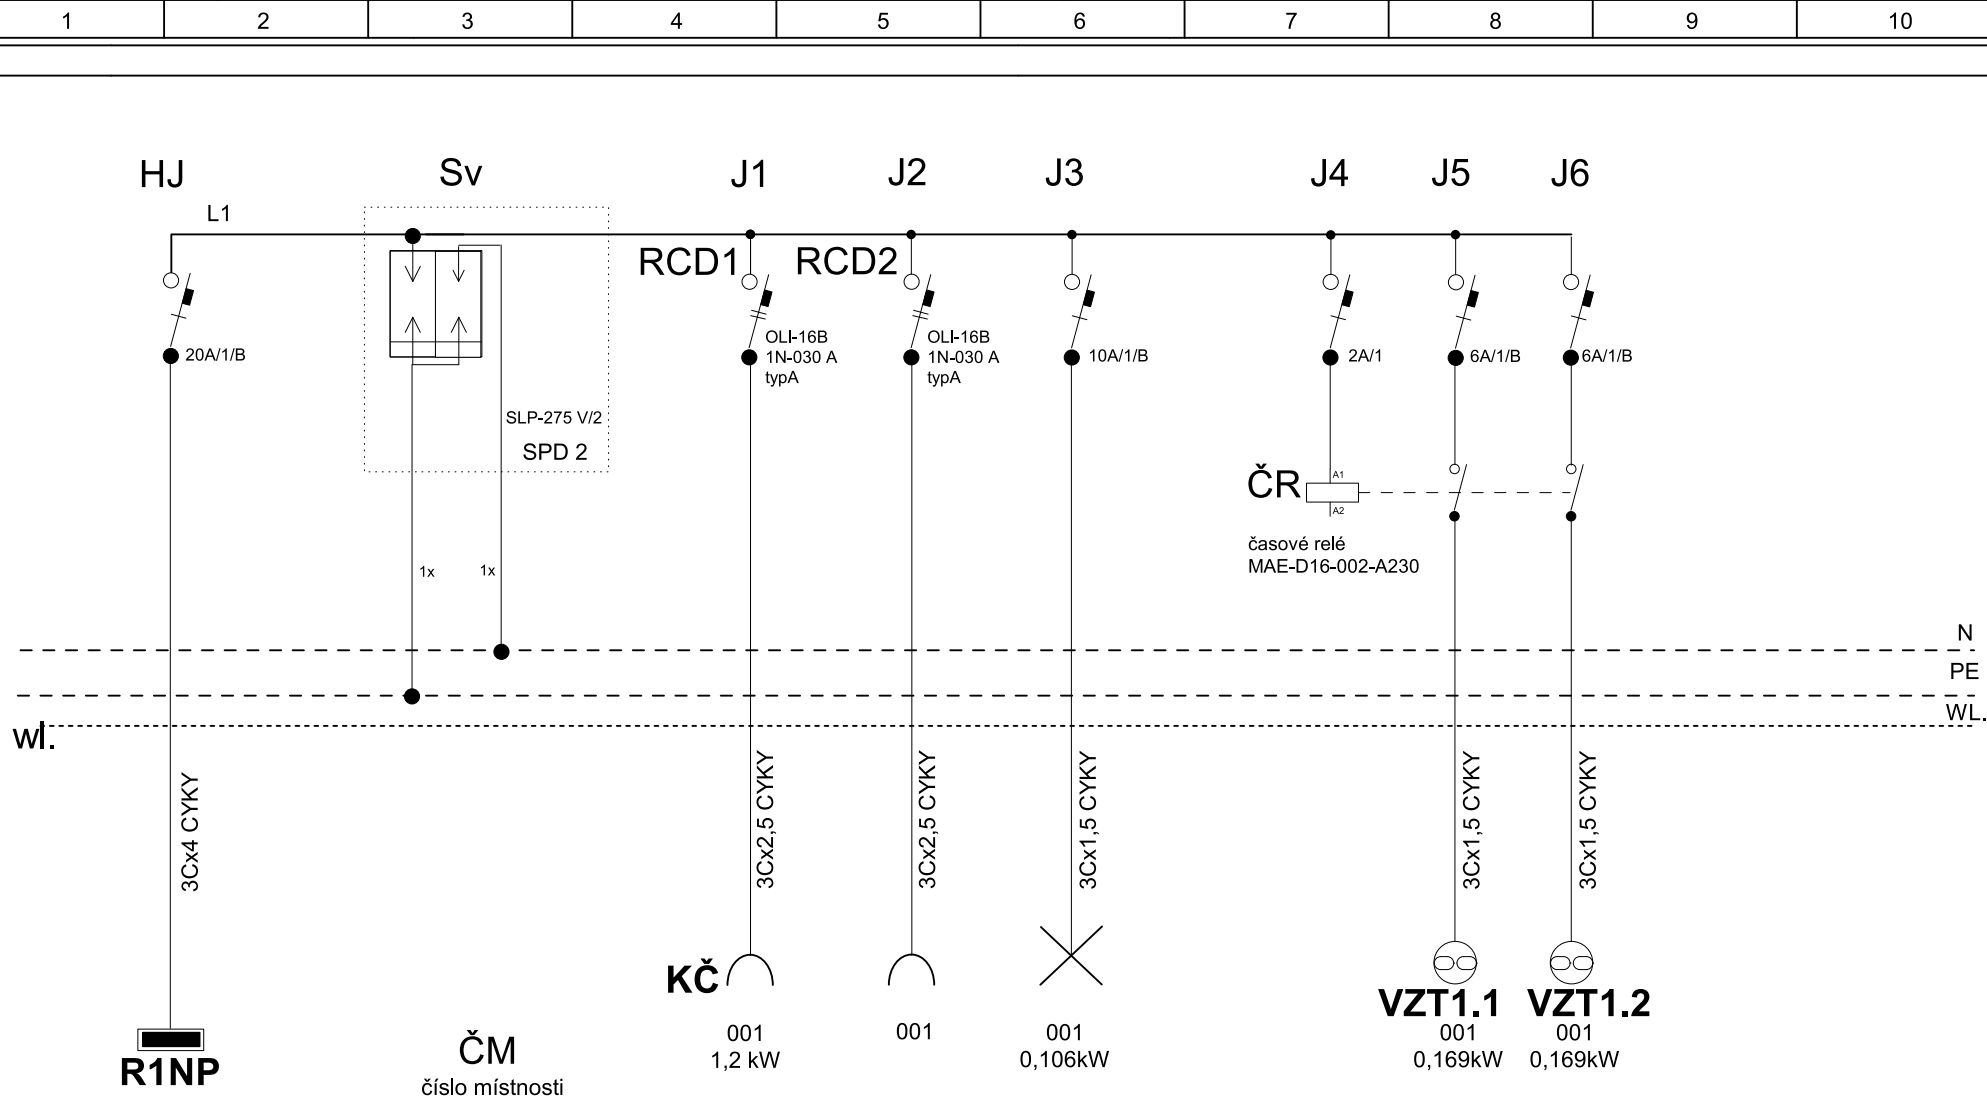 1 2 3 4 5 6 7 8 9 10
HJ Sv J1 J2 J3 J4 J5 J6
L1
RCD1 RCD2
OLI-16B
1N-030 A
typA
OLI-16B
1N-030 A
typA
20A/1/B 10A/1/B 2A/1 6A/1/B 6A/1/B
SLP-275 V/2
SPD 2
ČR A1
A2
časové relé
MAE-D16-002-A230
1x 1x
N
PE
WL.
wl.
3Cx4 CYKY 3Cx2,5 CYKY 3Cx2,5 CYKY 3Cx1,5 CYKY 3Cx1,5 CYKY 3Cx1,5 CYKY
KČ
VZT1.1 VZT1.2
001 001 001 001 001
1,2 kW 0,106kW 0,169kW 0,169kW
R1NP
ČM
číslo místnosti